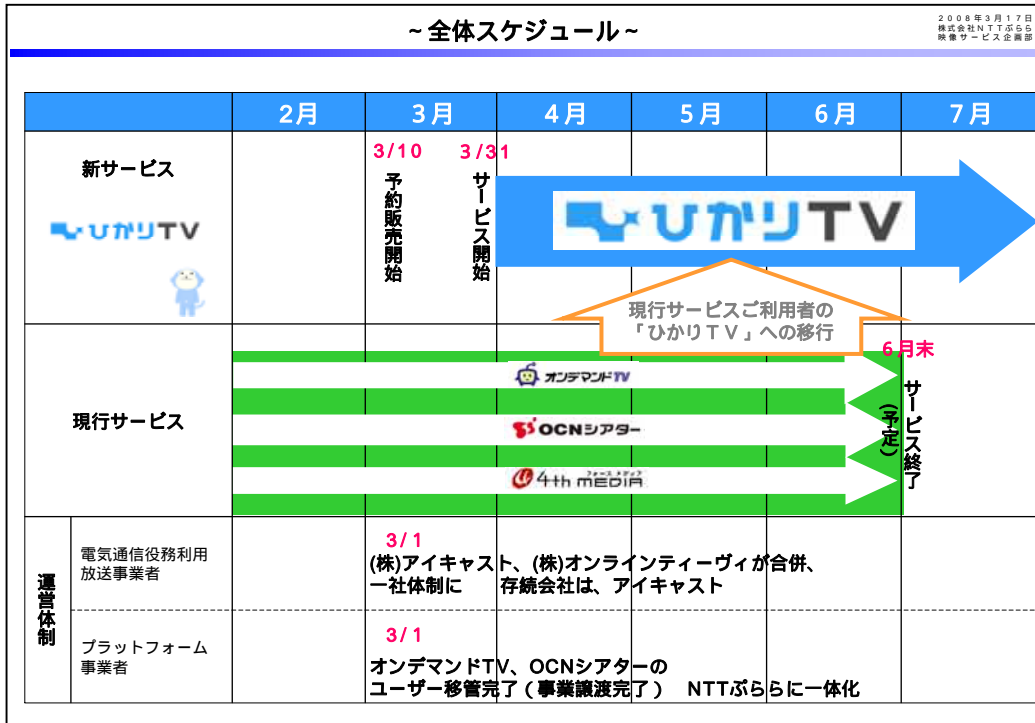 ~全体スケジュール~
2008年3月17日
株式会社NTTぷらら
映像サービス企画部
2月
3月
4月
5月
6月
7月
新サービス
ひかりTV
3/10
予約販売開始
3/31
サービス開始
ひかりTV
現行サービスご利用者の
「ひかりTV」への移行
現行サービス
オンデマンドTV
OCNシアター
フォース メディア
4th MEDIA
6月末
サービス終了
(予定)
運営体制
電気通信役務利用
放送事業者
3/1
(株)アイキャスト、(株)オンラインティーヴィが合併、
一社体制に 存続会社は、アイキャスト
プラットフォーム
事業者
3/1
オンデマンドTV、OCNシアターの
ユーザー移管完了(事業譲渡完了) NTTぷららに一体化